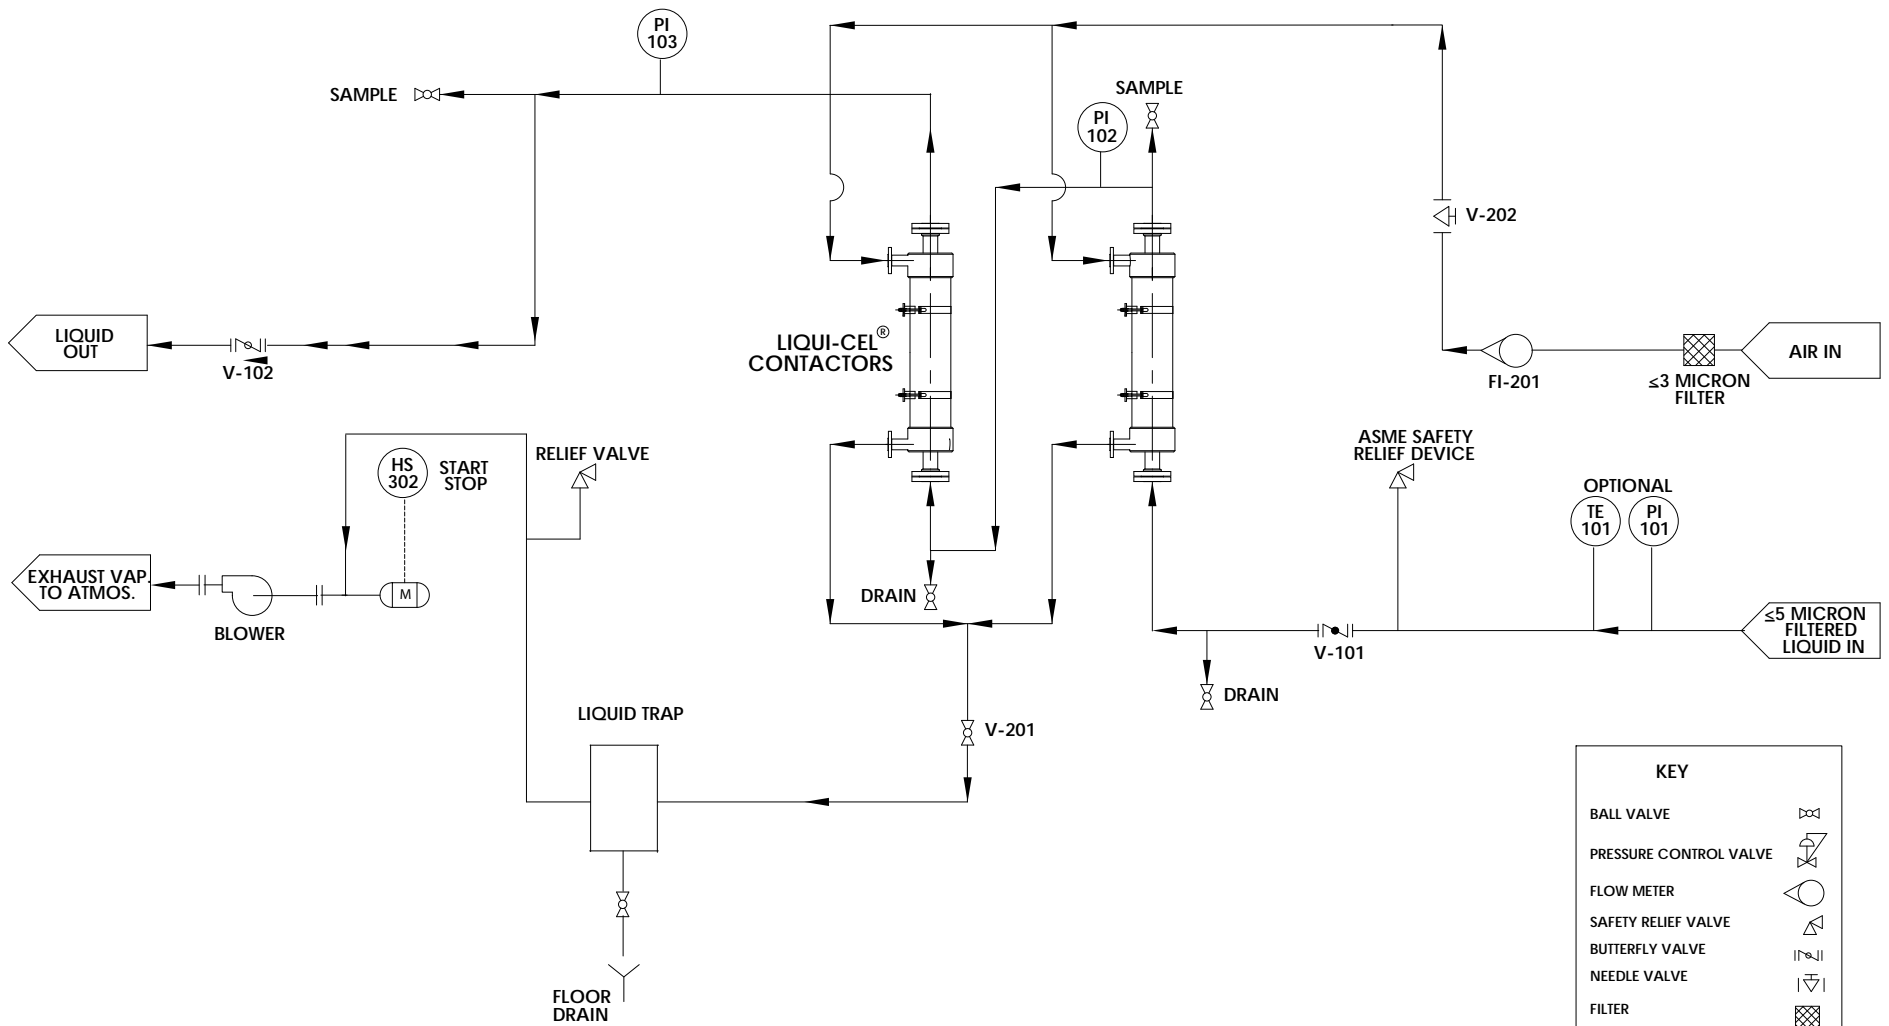 PI
103
SAMPLE
SAMPLE
PI
102
V-202
LIQUID
OUT
V-102
LIQUI-CEL®
CONTACTORS
FI-201
≤3 MICRON
FILTER
AIR IN
HS
302
START
STOP
RELIEF VALVE
ASME SAFETY
RELIEF DEVICE
OPTIONAL
TE
101
PI
101
EXHAUST VAP.
TO ATMOS.
M
BLOWER
DRAIN
V-101
≤5 MICRON
FILTERED
LIQUID IN
DRAIN
LIQUID TRAP
V-201
FLOOR
DRAIN
KEY
BALL VALVE
PRESSURE CONTROL VALVE
FLOW METER
SAFETY RELIEF VALVE
BUTTERFLY VALVE
NEEDLE VALVE
FILTER